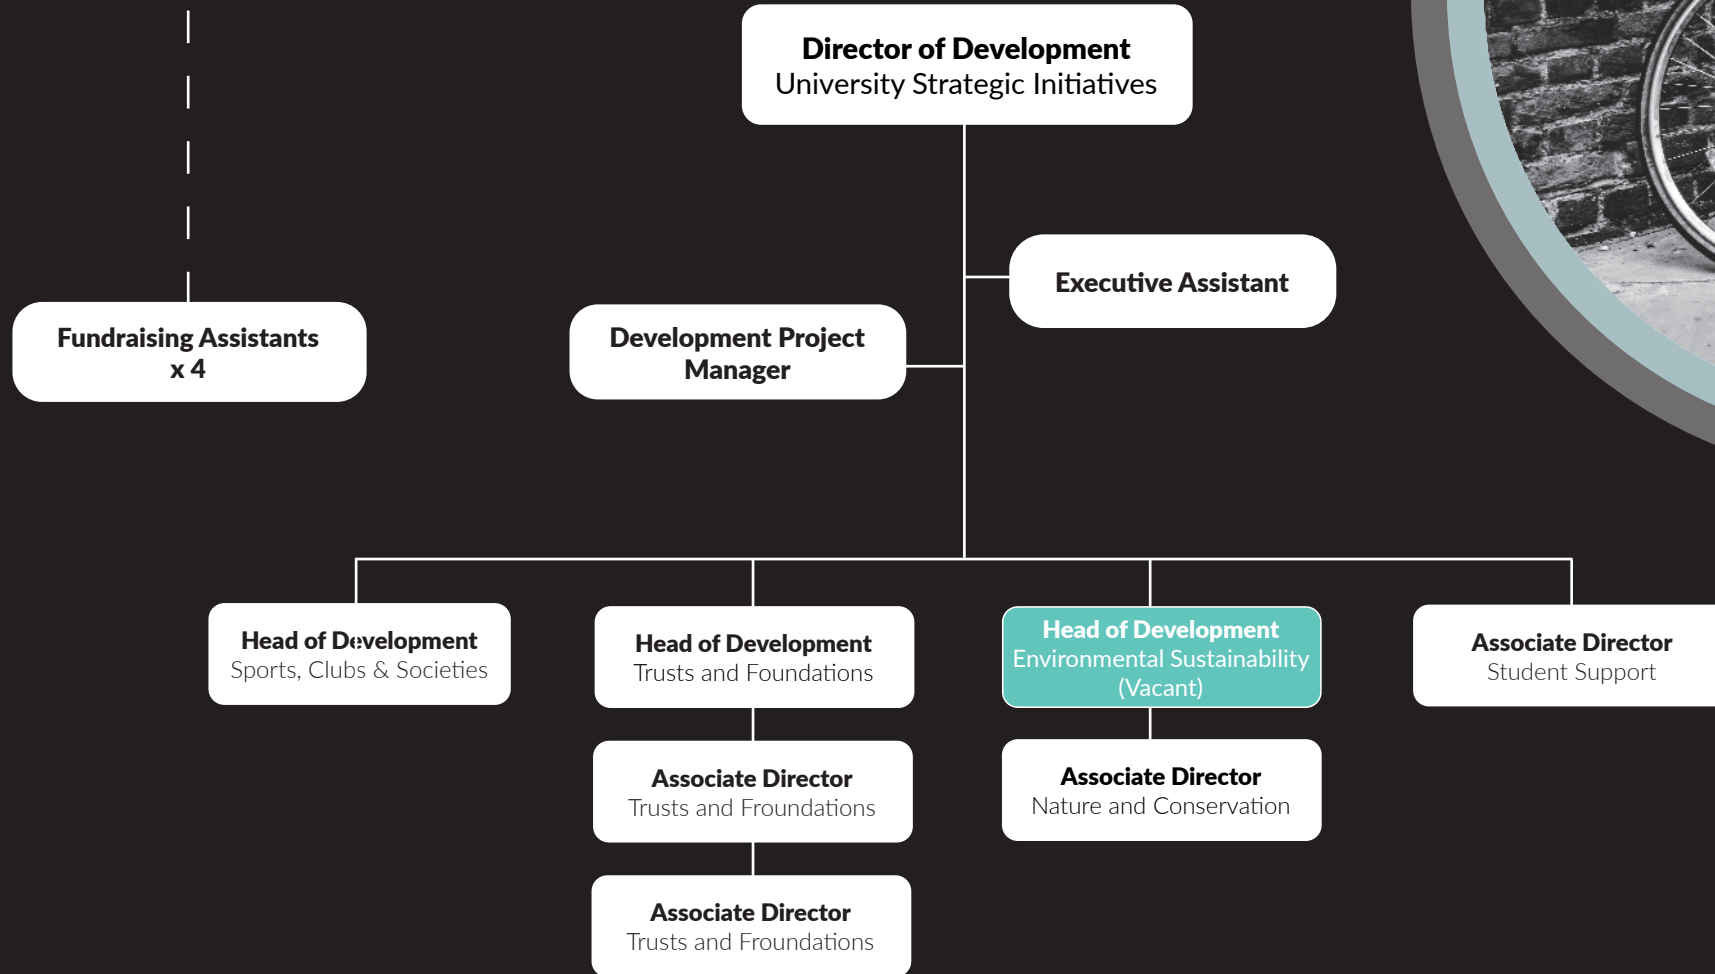 Director of Development
University Strategic Initiatives
Executive Assistant
Fundraising Assistants
x 4
Development Project
Manager
Head of Development
Sports, Clubs & Societies
Head of Development
Trusts and Foundations
Head of Development
Environmental Sustainability
(Vacant)
Associate Director
Student Support
Associate Director
Trusts and Froundations
Associate Director
Nature and Conservation
Associate Director
Trusts and Froundations